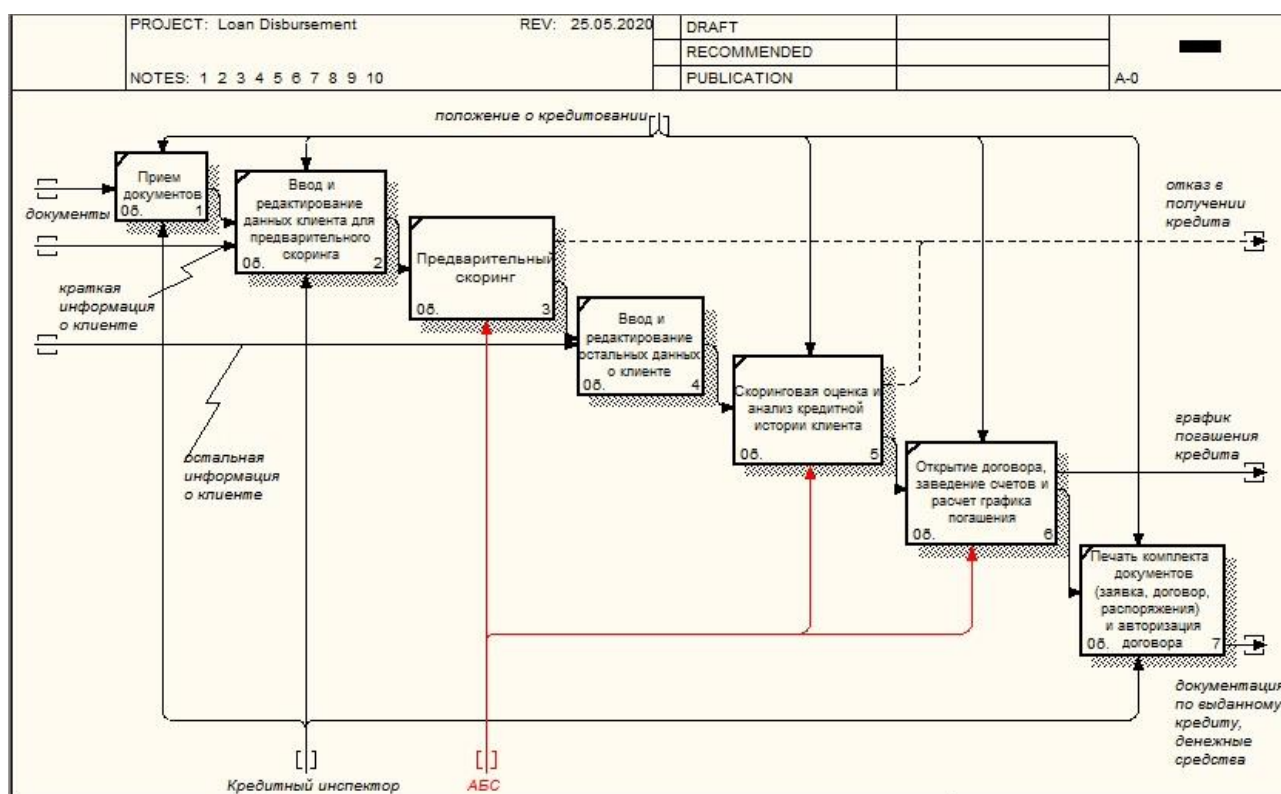 PROJECT: Loan Disbursement
REV: 25.05.2020
DRAFT
RECOMMENDED
NOTES: 1 2 3 4 5 6 7 8 9 10
PUBLICATION
A-0
положение о кредитовании
Прием
документов
0б. 1
Ввод и
редактирование
данных клиента для
предварительного
скоринга
0б. 2
документы
отказ в
получении
кредита
Предварительный
скоринг
0б. 3
краткая
информация
о клиенте
Ввод и
редактирование
остальных данных
о клиенте
0б. 4
Скоринговая оценка и
анализ кредитной
истории клиента
0б. 5
остальная
информация
о клиенте
график
погашения
кредита
Открытие договора,
заведение счетов и
расчет графика
погашения
0б. 6
Печать комплекта
документов
(заявка, договор,
распоряжения)
и авторизация
договора
0б. 7
документация
по выданному
кредиту,
денежные
средства
Кредитный инспектор
АБС